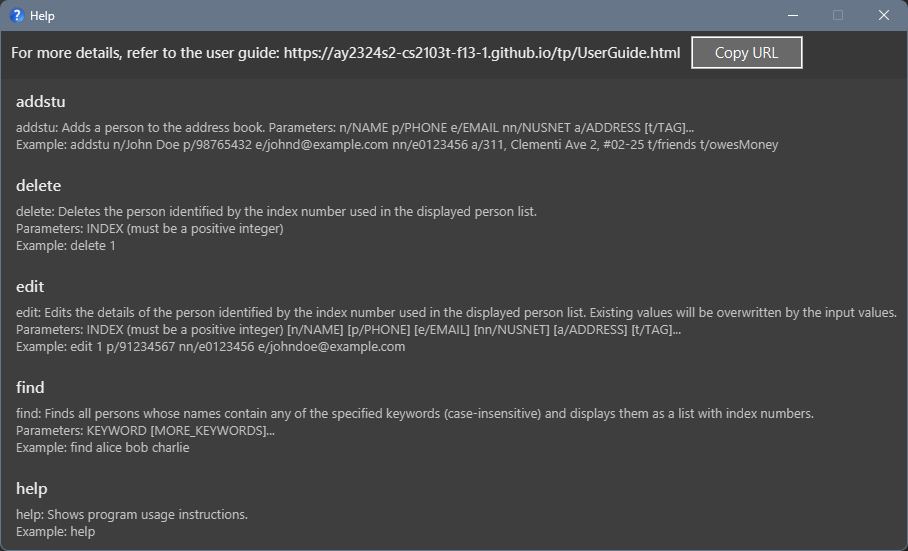 Help
For more details, refer to the user guide: https://ay2324s2-cs2103t-f13-1.github.io/tp/UserGuide.html Copy URL
addstu
addstu: Adds a person to the address book. Parameters: n/NAME p/PHONE e/EMAIL nn/NUSNET a/ADDRESS [t/TAG]...
Example: addstu n/John Doe p/98765432 e/johnd@example.com nn/e0123456 a/311, Clementi Ave 2, #02-25 t/friends t/owesMoney
delete
delete: Deletes the person identified by the index number used in the displayed person list.
Parameters: INDEX (must be a positive integer)
Example: delete 1
edit
edit: Edits the details of the person identified by the index number used in the displayed person list. Existing values will be overwritten by the input values.
Parameters: INDEX (must be a positive integer) [n/NAME] [p/PHONE] [e/EMAIL] [nn/NUSNET] [a/ADDRESS] [t/TAG]...
Example: edit 1 p/91234567 nn/e0123456 e/johndoe@example.com
find
find: Finds all persons whose names contain any of the specified keywords (case-insensitive) and displays them as a list with index numbers.
Parameters: KEYWORD [MORE_KEYWORDS]...
Example: find alice bob charlie
help
help: Shows program usage instructions.
Example: help